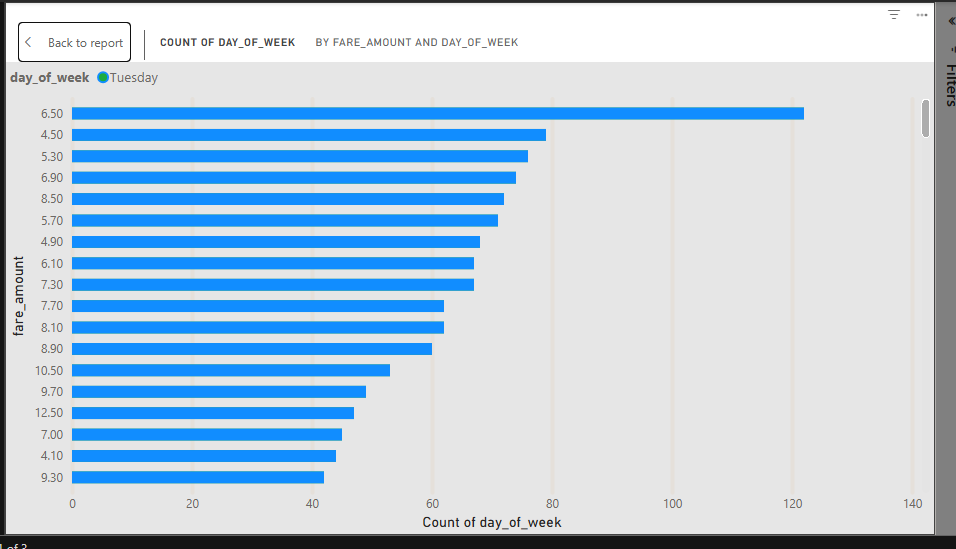 Back to report
COUNT OF DAY_OF_WEEK BY FARE_AMOUNT AND DAY_OF_WEEK
day_of_week Tuesday
fare_amount
6.50
4.50
5.30
6.90
8.50
5.70
4.90
6.10
7.30
7.70
8.10
8.90
10.50
9.70
12.50
7.00
4.10
9.30
0 20 40 60 80 100 120 140
Count of day_of_week
Filters
of 3